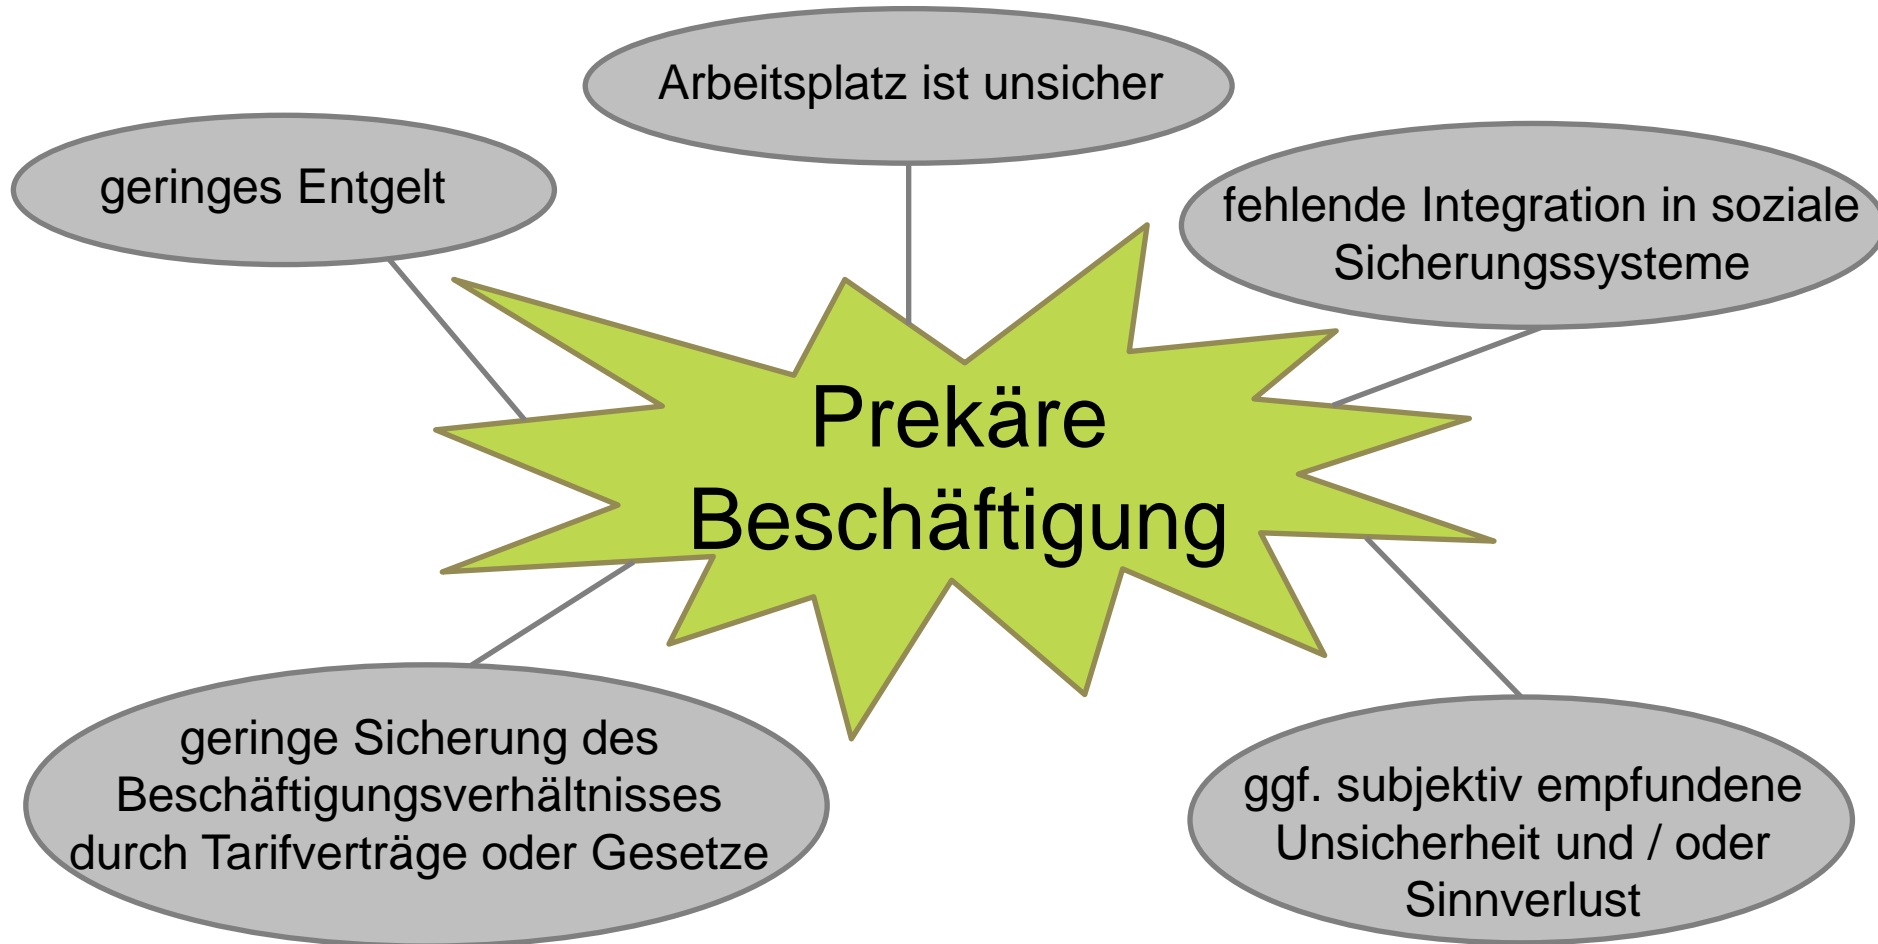 Arbeitsplatz ist unsicher
geringes Entgelt
fehlende Integration in soziale
Sicherungssysteme
Prekäre
Beschäftigung
geringe Sicherung des
Beschäftigungsverhältnisses
durch Tarifverträge oder Gesetze
ggf. subjektiv empfundene
Unsicherheit und / oder
Sinnverlust